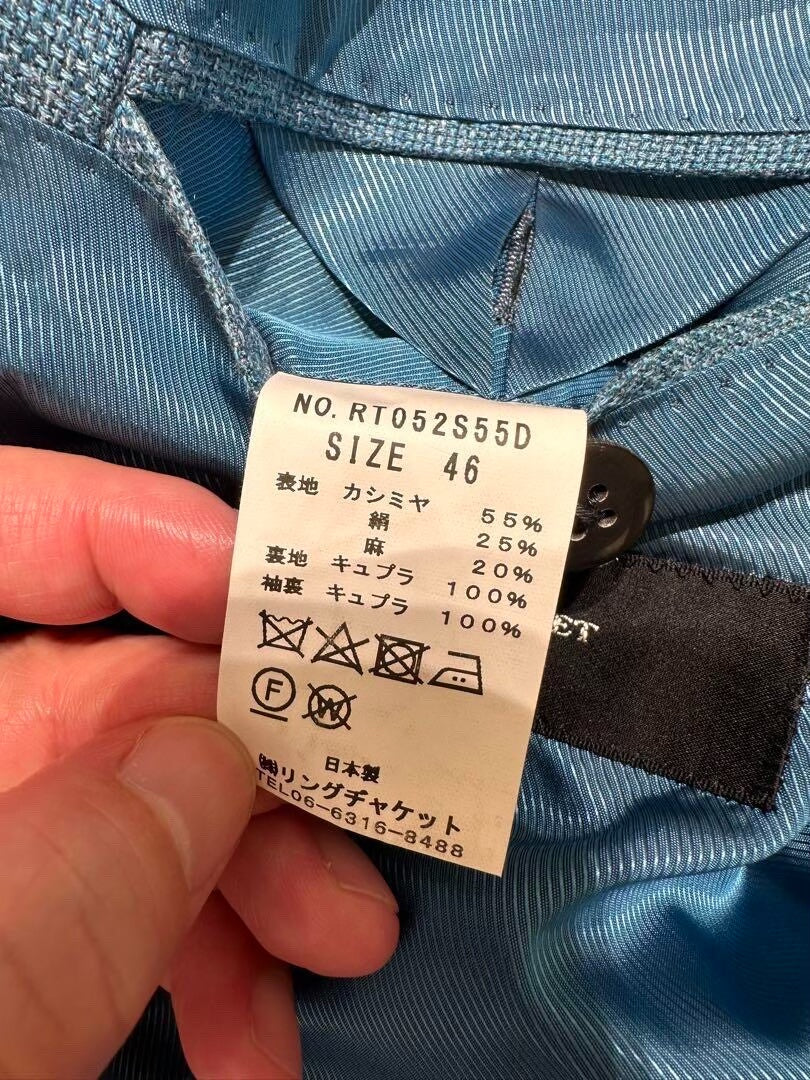 NO. RT052S55D
SIZE 46
表地 カシミヤ 55%
絹 25%
麻 20%
裏地 キュプラ 100%
袖裏 キュプラ 100%
F W
日本製
㈱リングヂャケット
TEL06-6316-8488
ET